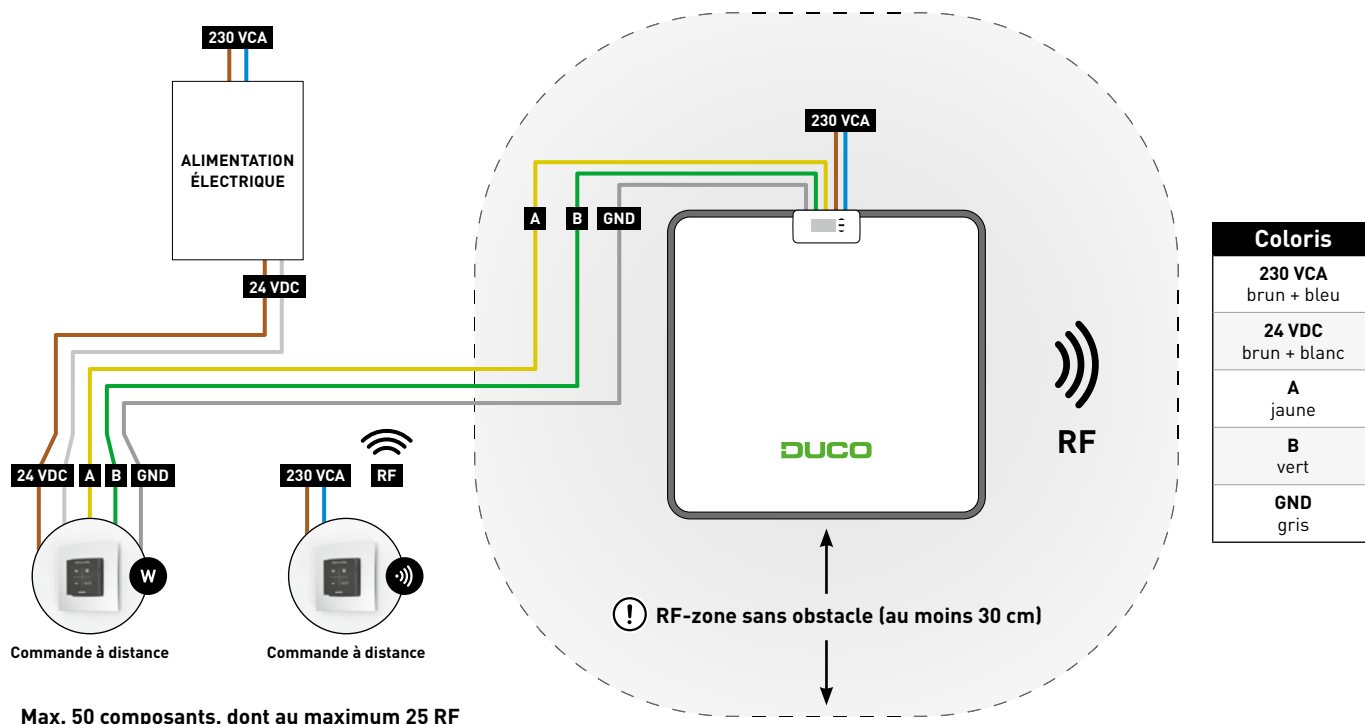 230 VCA
ALIMENTATION
ÉLECTRIQUE
24 VDC
230 VCA
A
B
GND
DUCO
RF
24 VDC
A
B
GND
W
Commande à distance
230 VCA
RF
Commande à distance
! RF-zone sans obstacle (au moins 30 cm)
Max. 50 composants, dont au maximum 25 RF
Coloris
230 VCA
brun + bleu
24 VDC
brun + blanc
A
jaune
B
vert
GND
gris